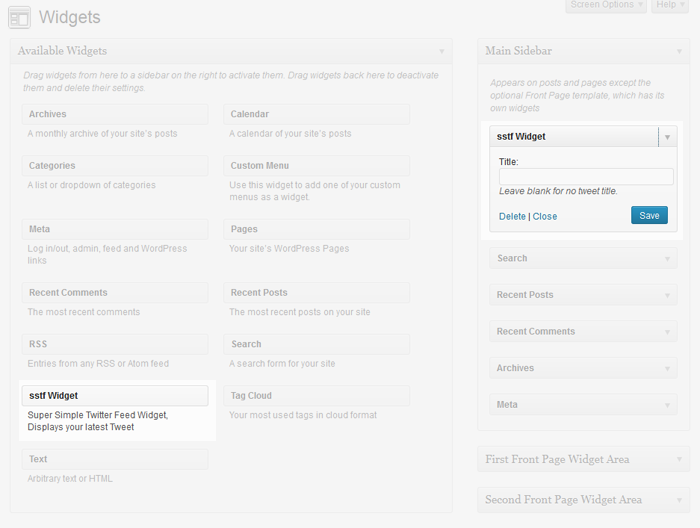 Widgets
Screen Options
Help
Available Widgets
Drag widgets from here to a sidebar on the right to activate them. Drag widgets back here to deactivate
them and delete their settings.
Archives
A monthly archive of your site's posts
Calendar
A calendar of your site's posts
Categories
A list or dropdown of categories
Custom Menu
Use this widget to add one of your custom
menus as a widget.
Meta
Log in/out, admin, feed and WordPress
links
Pages
Your site's WordPress Pages
Recent Comments
The most recent comments
Recent Posts
The most recent posts on your site
RSS
Entries from any RSS or Atom feed
Search
A search form for your site
sstf Widget
Super Simple Twitter Feed Widget,
Displays your latest Tweet
Tag Cloud
Your most used tags in cloud format
Text
Arbitrary text or HTML
Main Sidebar
Appears on posts and pages except the
optional Front Page template, which has its
own widgets
sstf Widget
Title:
Leave blank for no tweet title.
Delete | Close
Save
Search
Recent Posts
Recent Comments
Archives
Meta
First Front Page Widget Area
Second Front Page Widget Area